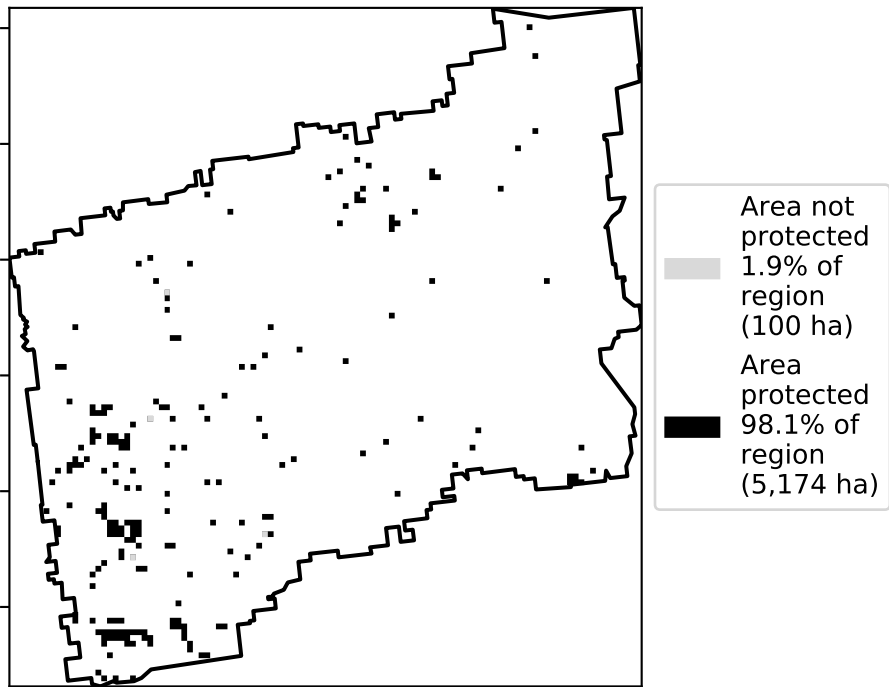 Area not
protected
1.9% of
region
(100 ha)
Area
protected
98.1% of
region
(5,174 ha)